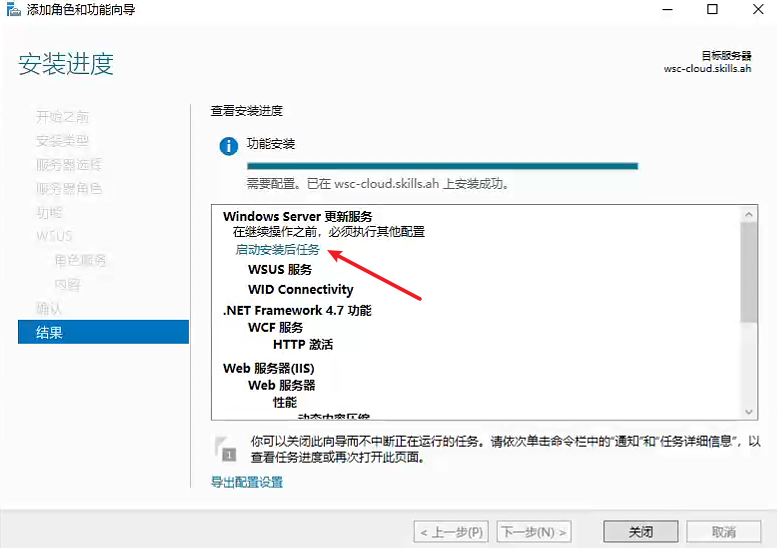 添加角色和功能向导
安装进度
目标服务器
wsc-cloud.skills.ah
开始之前
安装类型
服务器选择
服务器角色
功能
WSUS
角色服务
内容
确认
结果
查看安装进度
功能安装
需要配置。已在 wsc-cloud.skills.ah 上安装成功。
Windows Server 更新服务
在继续操作之前，必须执行其他配置
启动安装后任务
WSUS 服务
WID Connectivity
.NET Framework 4.7 功能
WCF 服务
HTTP 激活
Web 服务器(IIS)
Web 服务器
性能
动态内容压缩
1
你可以关闭此向导而不中断正在运行的任务。请依次单击命令栏中的“通知”和“任务详细信息”，以
查看任务进度或再次打开此页面。
导出配置设置
< 上一步(P)
下一步(N) >
关闭
取消